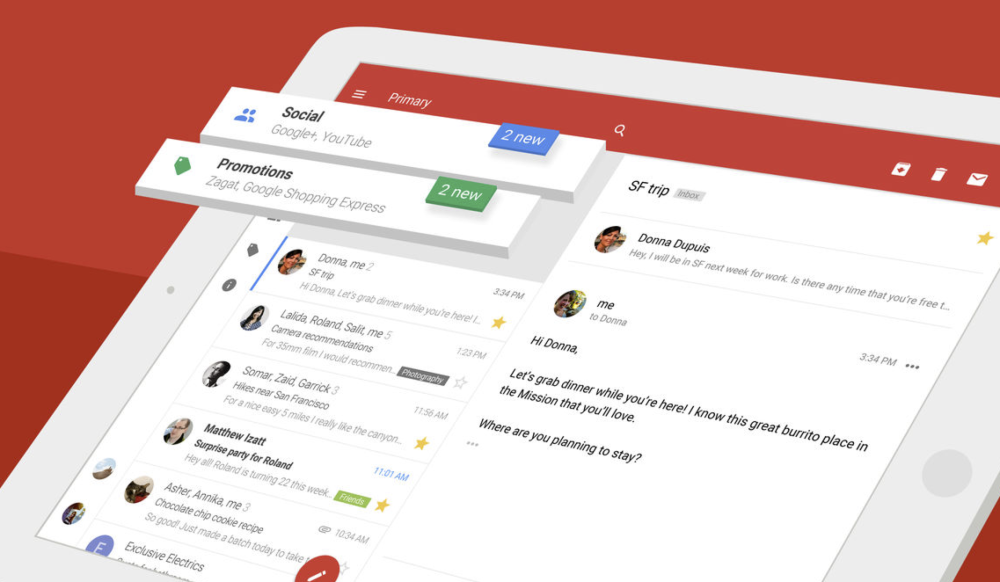 Primary
Social
Google+, YouTube
2 new
Promotions
Zagat, Google Shopping Express
2 new
Donna, me 2
SF trip
3:34 PM
Hi Donna, Let's grab dinner while you're here! I...
Lalida, Roland, Salit, me 5
Camera recommendations
1:23 PM
For 35mm film I would recommen...
Photography
Somar, Zaid, Garrick 3
Hikes near San Francisco
11:56 AM
For a nice easy 5 miles I really like the canyon...
Matthew Izatt
Surprise party for Roland
11:01 AM
Hey all! Roland is turning 22 this week...
Friends
Asher, Annika, me 3
Chocolate chip cookie recipe
10:34 AM
So good! Just made a batch today to take
E
Exclusive Electrics
SF trip
Inbox
Donna Dupuis
Hey, I will be in SF next week for work. Is there any time that you're free t...
me
to Donna
3:34 PM
Hi Donna,
Let's grab dinner while you're here! I know this great burrito place in
the Mission that you'll love.
Where are you planning to stay?